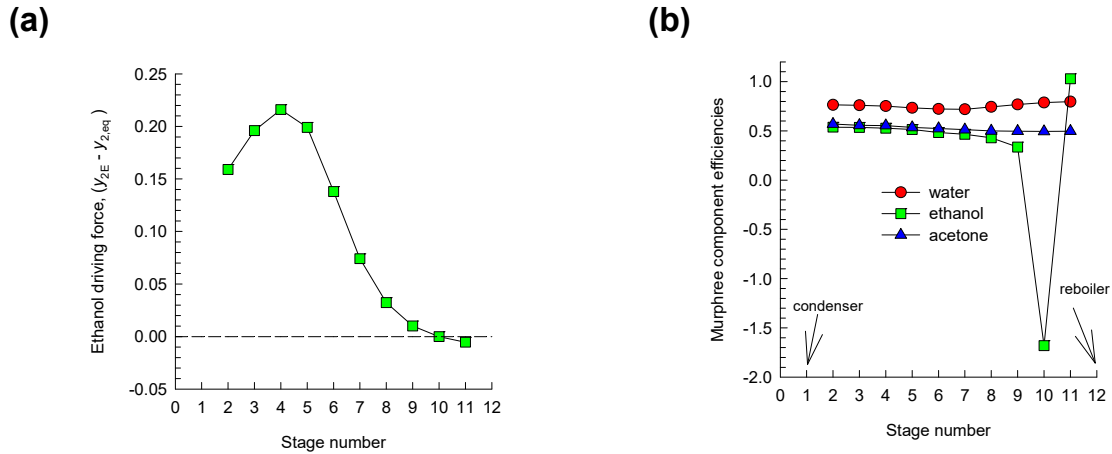 (a)
Ethanol driving force, (y2E - y2,eq)
0.25
0.20
0.15
0.10
0.05
0.00
-0.05
0 1 2 3 4 5 6 7 8 9 10 11 12
Stage number
(b)
Murphree component efficiencies
1.0
0.5
0.0
-0.5
-1.0
-1.5
-2.0
water
ethanol
acetone
condenser
reboiler
0 1 2 3 4 5 6 7 8 9 10 11 12
Stage number